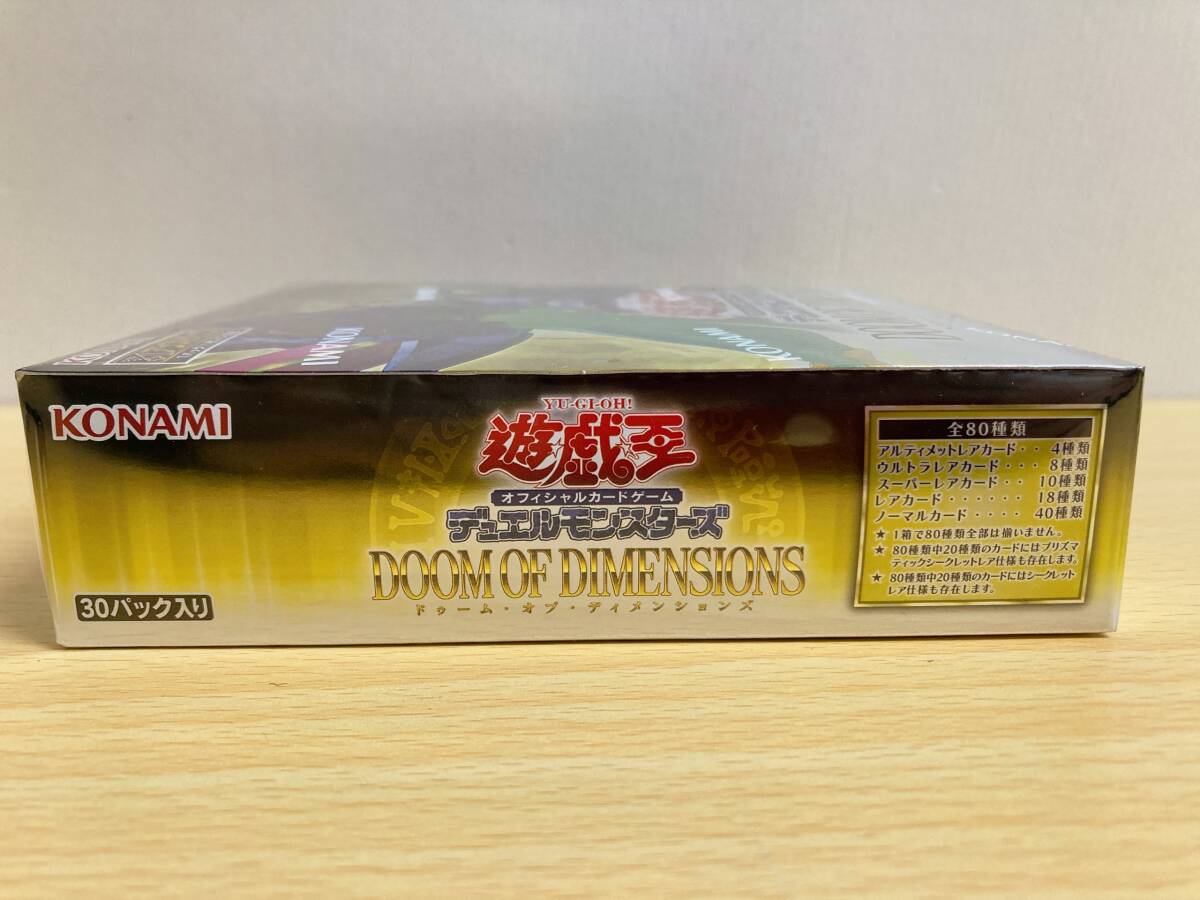 KONAMI
KONAMI
KONAMI
YU-GI-OH!
遊戯王
オフィシャルカードゲーム
デュエルモンスターズ
DOOM OF DIMENSIONS
ドゥーム・オブ・ディメンションズ
30パック入り
全80種類
アルティメットレアカード・・ 4種類
ウルトラレアカード・・・ 8種類
スーパーレアカード・・ 10種類
レアカード・・・・・・ 18種類
ノーマルカード・・・・ 40種類
★ 1箱で80種類全部は揃いません。
★ 80種類中20種類のカードにはプリズマ
ティックシークレットレア仕様も存在します。
★ 80種類中20種類のカードにはシークレット
レア仕様も存在します。